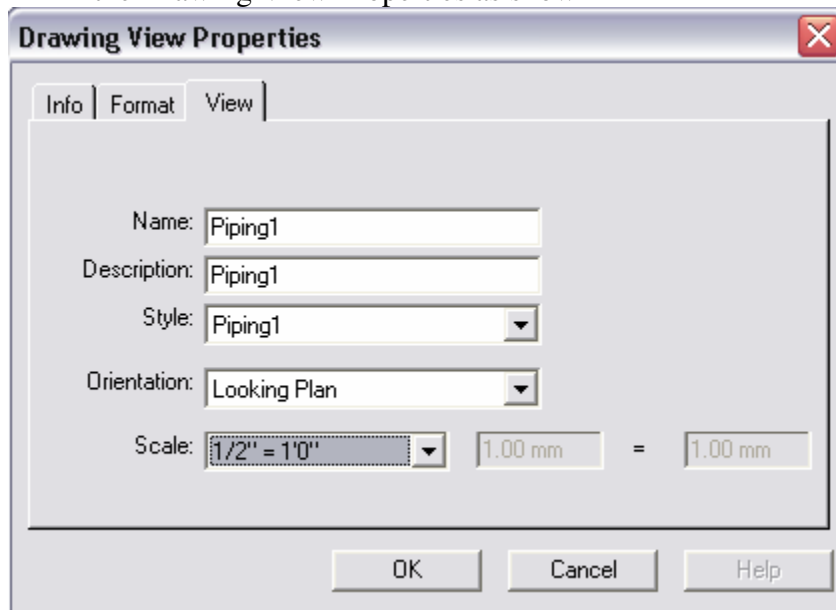 Drawing View Properties
Info Format View
Name: Piping1
Description: Piping1
Style: Piping1
Orientation: Looking Plan
Scale: 1/2" = 1'0" 1.00 mm = 1.00 mm
OK Cancel Help